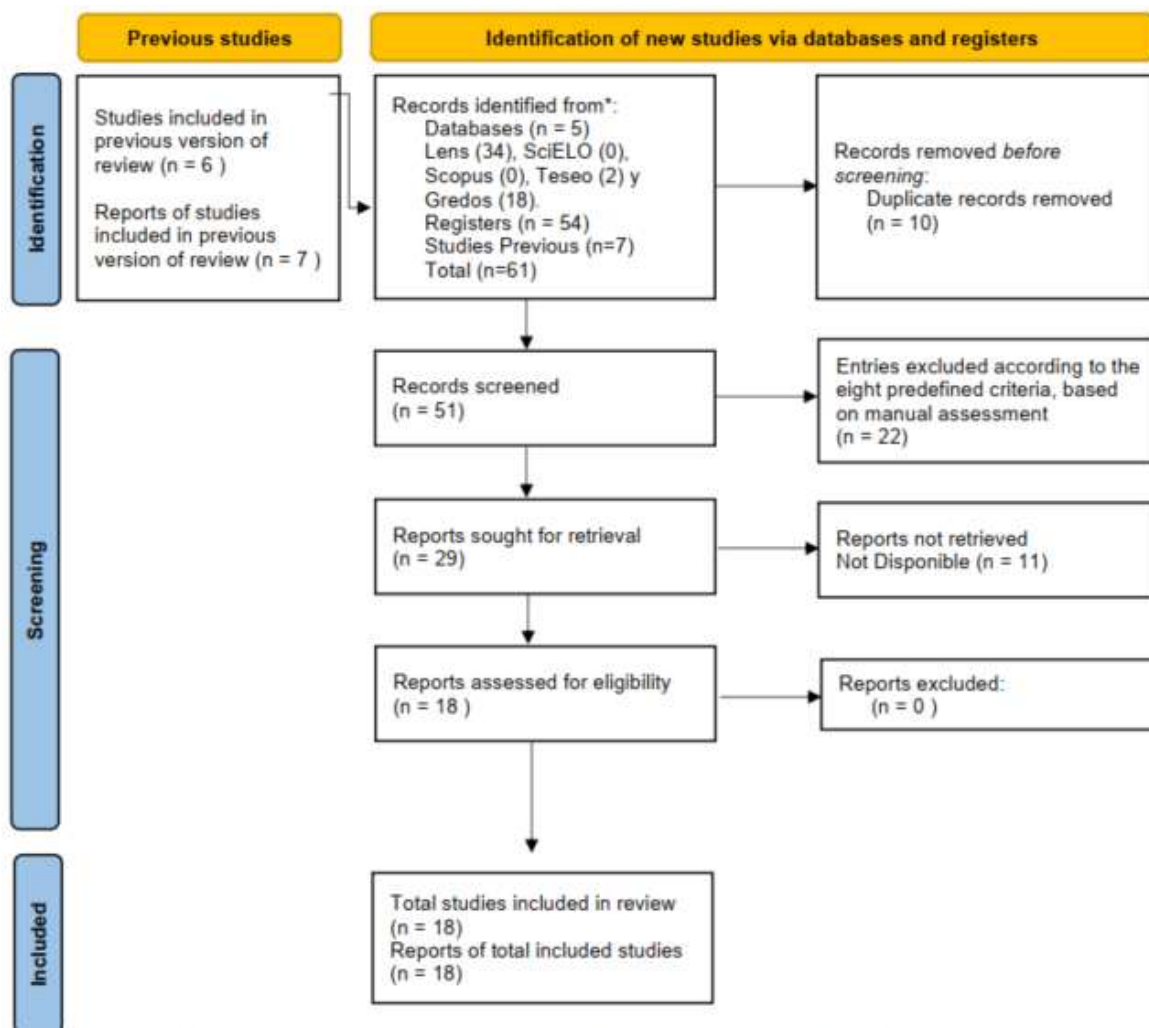 Previous studies
Identification of new studies via databases and registers
Identification
Studies included in
previous version of
review (n = 6 )
Reports of studies
included in previous
version of review (n = 7 )
Records identified from*:
Databases (n = 5)
Lens (34), SciELO (0),
Scopus (0), Teseo (2) y
Gredos (18).
Registers (n = 54)
Studies Previous (n=7)
Total (n=61)
Records removed before
screening:
Duplicate records removed
(n = 10)
Screening
Records screened
(n = 51)
Entries excluded according to the
eight predefined criteria, based
on manual assessment
(n = 22)
Reports sought for retrieval
(n = 29)
Reports not retrieved
Not Disponible (n = 11)
Reports assessed for eligibility
(n = 18 )
Reports excluded:
(n = 0 )
Included
Total studies included in review
(n = 18)
Reports of total included studies
(n = 18)